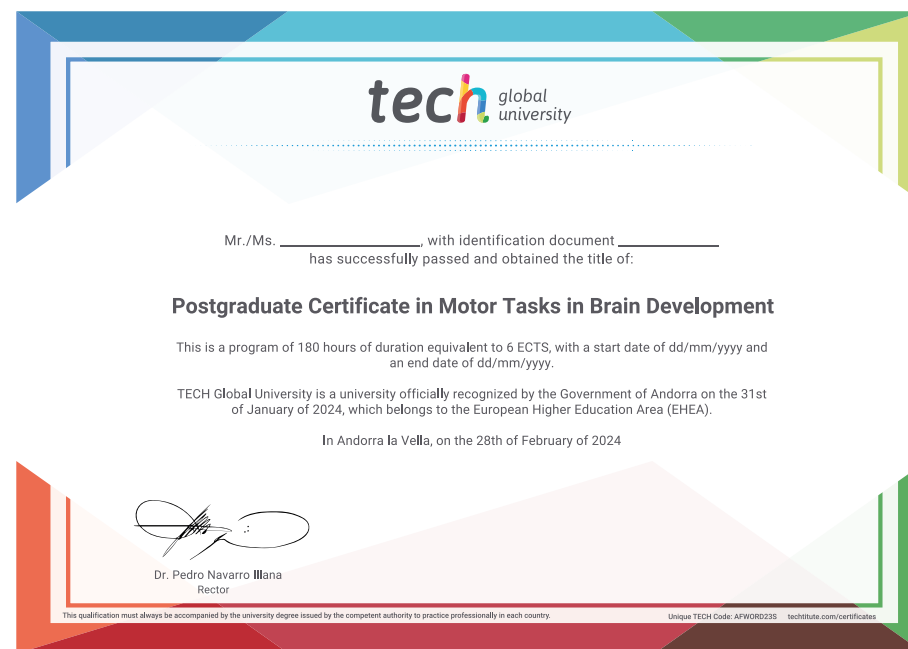 tech global university
Mr./Ms. ____________, with identification document ____________
has successfully passed and obtained the title of:
Postgraduate Certificate in Motor Tasks in Brain Development
This is a program of 180 hours of duration equivalent to 6 ECTS, with a start date of dd/mm/yyyy and
an end date of dd/mm/yyyy.
TECH Global University is a university officially recognized by the Government of Andorra on the 31st
of January of 2024, which belongs to the European Higher Education Area (EHEA).
In Andorra la Vella, on the 28th of February of 2024
Dr. Pedro Navarro Illana
Rector
This qualification must always be accompanied by the university degree issued by the competent authority to practice professionally in each country.
Unique TECH Code: AFWORD23S techtitute.com/certificates